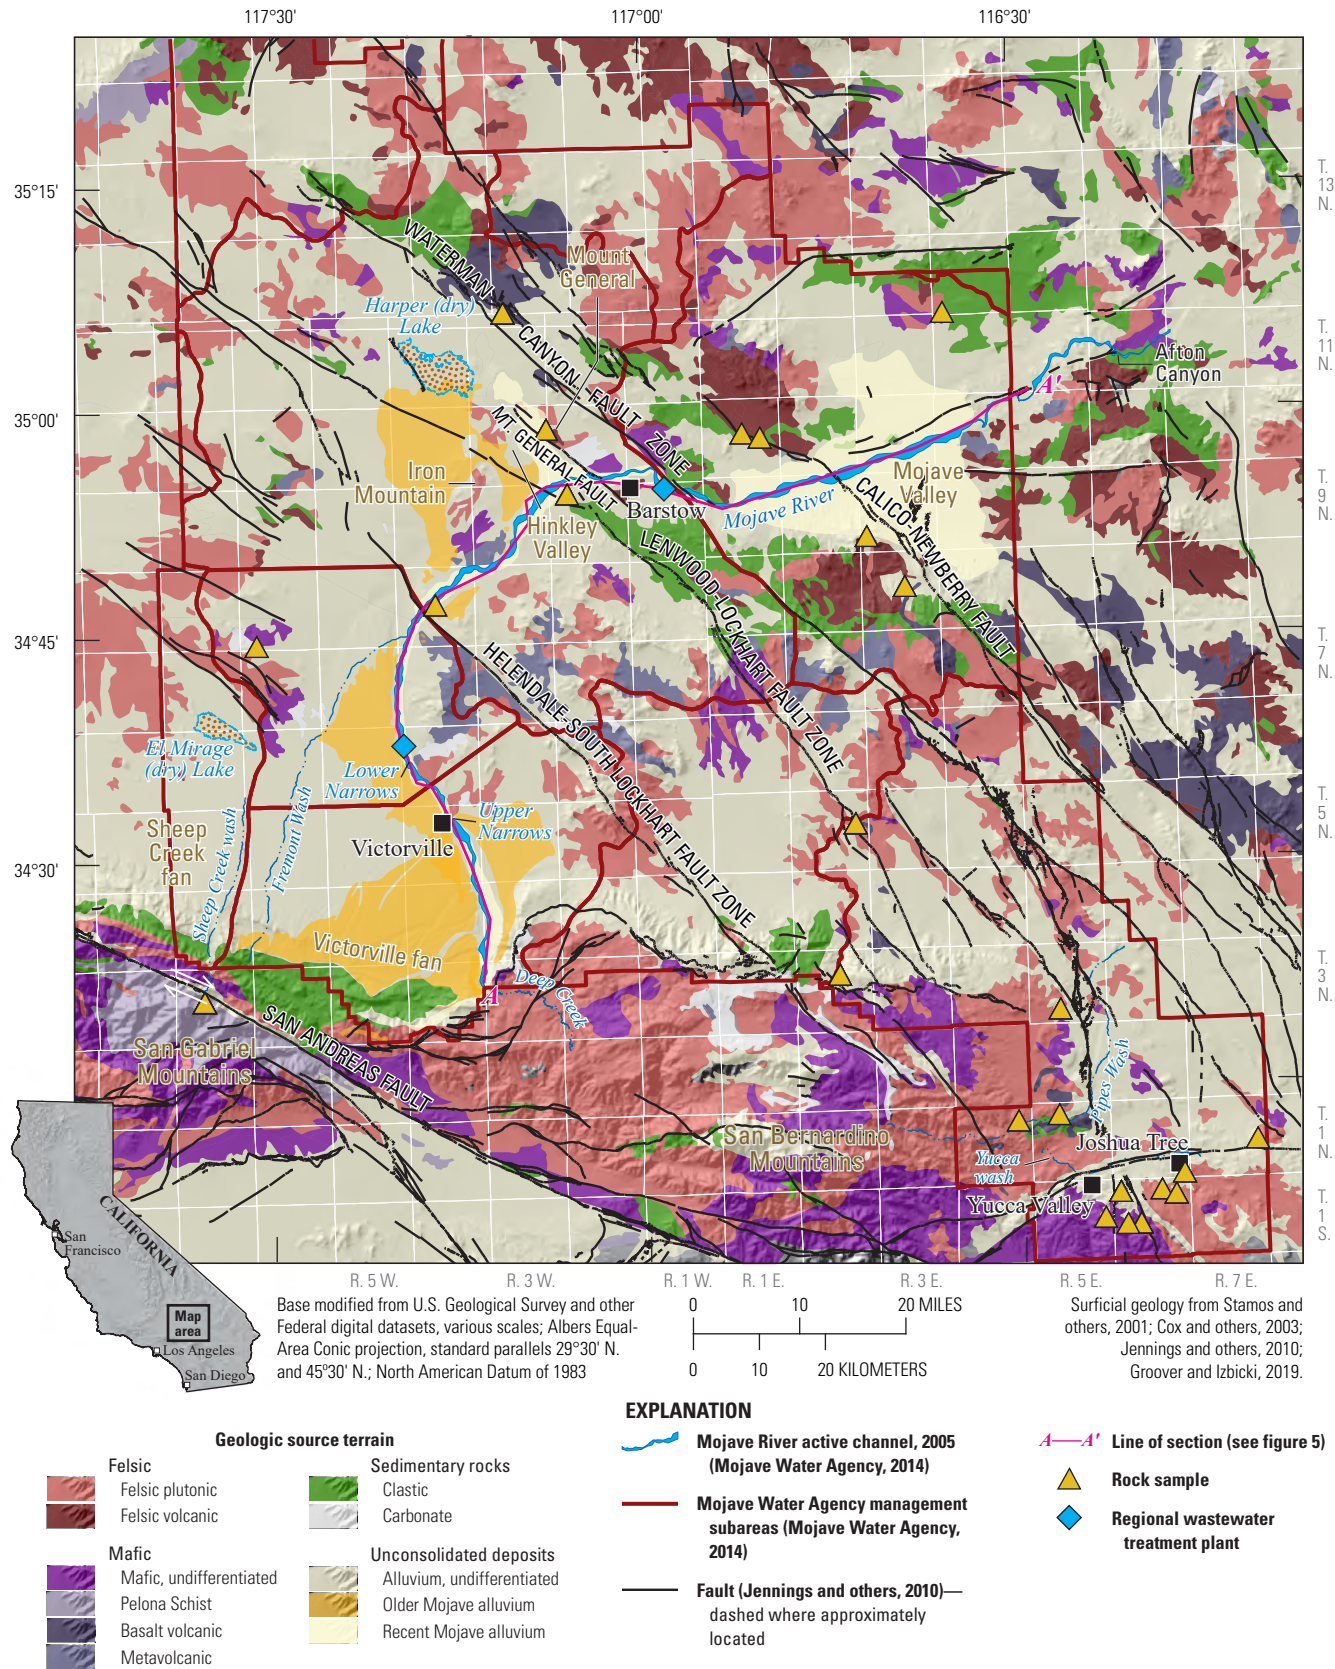 117°30'
117°00'
116°30'
35°15'
35°00'
34°45'
34°30'
T.
13
N.
T.
11
N.
T.
9
N.
T.
7
N.
T.
5
N.
T.
3
N.
T.
1
N.
T.
1
S.
WATERMAN CANYON FAULT ZONE
Mount
General
Harper (dry)
Lake
Afton
Canyon
A'
MT. GENERAL FAULT
Iron
Mountain
Mojave
Valley
Barstow
Mojave River
Hinkley
Valley
CALICO-NEWBERRY FAULT
LENWOOD-LOCKHART FAULT ZONE
HELENDALE-SOUTH LOCKHART FAULT ZONE
El Mirage
(dry) Lake
Lower
Narrows
Upper
Narrows
Sheep
Creek
fan
Sheep Creek wash
Fremont Wash
Victorville
Victorville fan
A
Deep Creek
SAN ANDREAS FAULT
San Gabriel
Mountains
San Bernardino
Mountains
Pipes Wash
Joshua Tree
Yucca
wash
Yucca Valley
CALIFORNIA
San
Francisco
Map
area
Los Angeles
San Diego
R. 5 W.
R. 3 W.
R. 1 W.
R. 1 E.
R. 3 E.
R. 5 E.
R. 7 E.
Base modified from U.S. Geological Survey and other
Federal digital datasets, various scales; Albers Equal-
Area Conic projection, standard parallels 29°30' N.
and 45°30' N.; North American Datum of 1983
0 10 20 MILES
0 10 20 KILOMETERS
Surficial geology from Stamos and
others, 2001; Cox and others, 2003;
Jennings and others, 2010;
Groover and Izbicki, 2019.
EXPLANATION
Geologic source terrain
Felsic
Felsic plutonic
Felsic volcanic
Mafic
Mafic, undifferentiated
Pelona Schist
Basalt volcanic
Metavolcanic
Sedimentary rocks
Clastic
Carbonate
Unconsolidated deposits
Alluvium, undifferentiated
Older Mojave alluvium
Recent Mojave alluvium
Mojave River active channel, 2005
(Mojave Water Agency, 2014)
Mojave Water Agency management
subareas (Mojave Water Agency,
2014)
Fault (Jennings and others, 2010)—
dashed where approximately
located
A—A' Line of section (see figure 5)
Rock sample
Regional wastewater
treatment plant